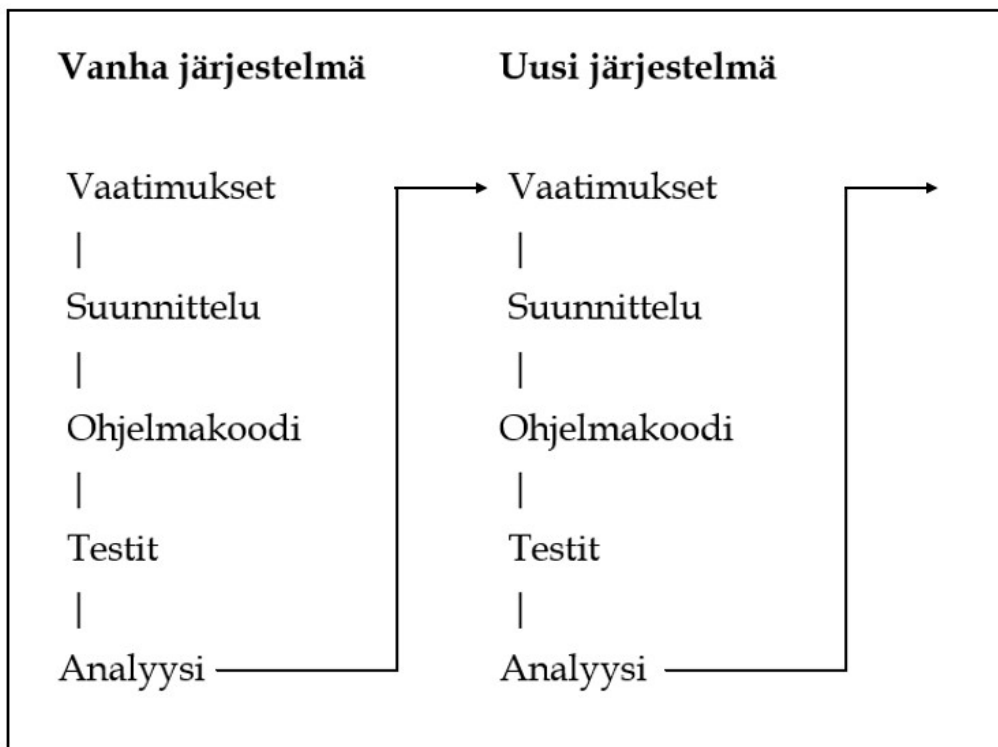 Vanha järjestelmä
Vaatimukset
|
Suunnittelu
|
Ohjelmakoodi
|
Testit
|
Analyysi
Uusi järjestelmä
Vaatimukset
|
Suunnittelu
|
Ohjelmakoodi
|
Testit
|
Analyysi